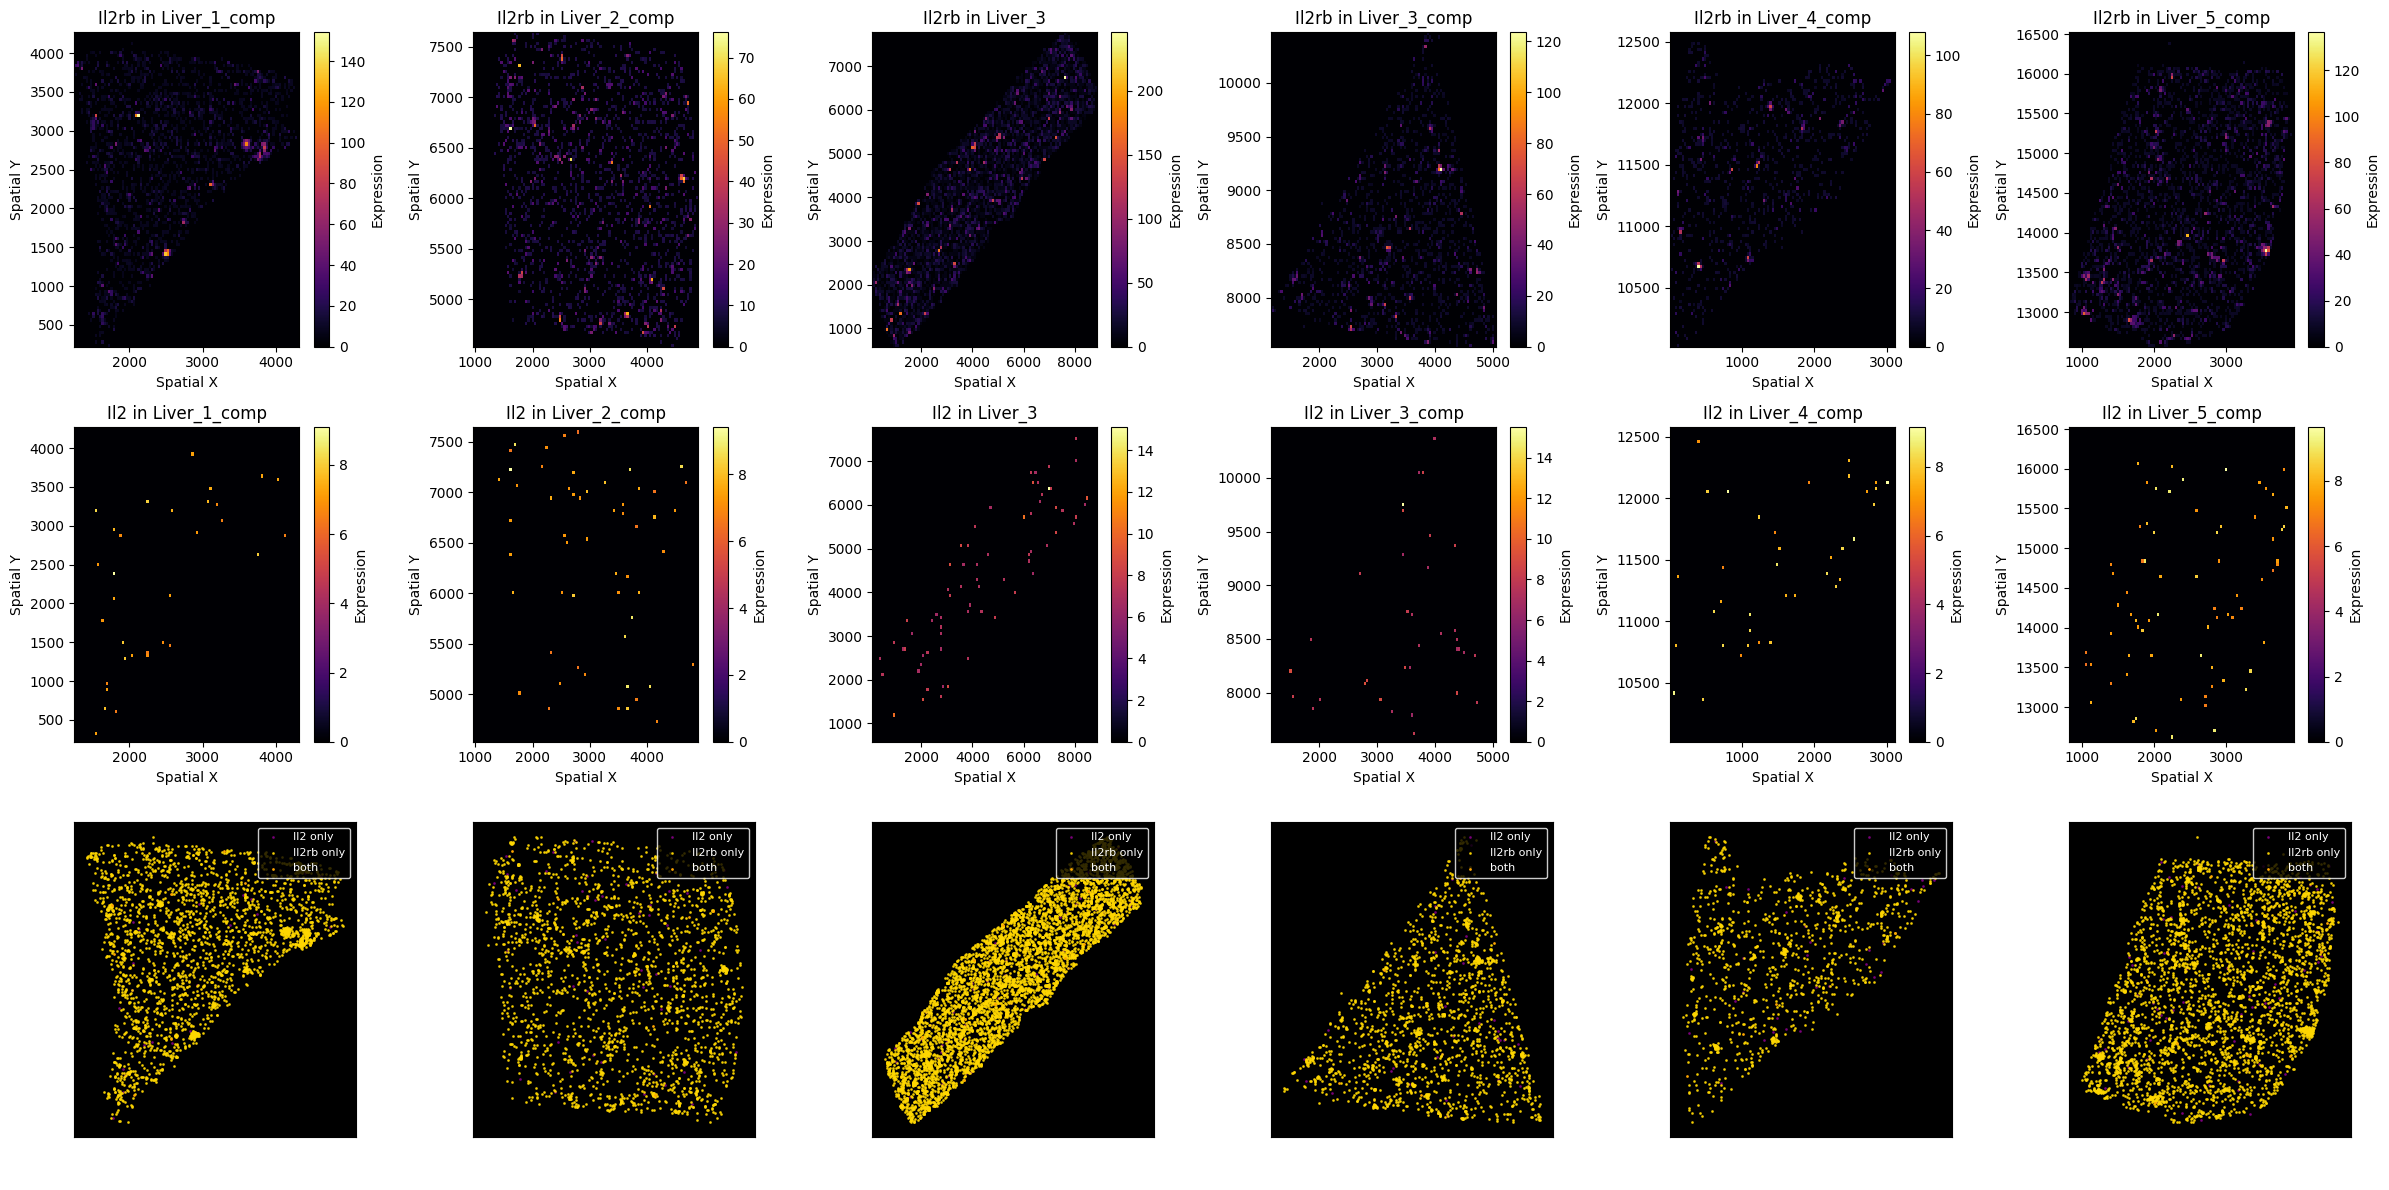 Il2rb in Liver_1_comp
Il2rb in Liver_2_comp
Il2rb in Liver_3
Il2rb in Liver_3_comp
Il2rb in Liver_4_comp
Il2rb in Liver_5_comp
Spatial Y
4000
3500
3000
2500
2000
1500
1000
500
2000
3000
4000
Spatial X
140
120
100
80
60
40
20
0
Expression
Spatial Y
7500
7000
6500
6000
5500
5000
1000
2000
3000
4000
Spatial X
70
60
50
40
30
20
10
0
Expression
Spatial Y
7000
6000
5000
4000
3000
2000
1000
2000
4000
6000
8000
Spatial X
200
150
100
50
0
Expression
Spatial Y
10000
9500
9000
8500
8000
2000
3000
4000
5000
Spatial X
120
100
80
60
40
20
0
Expression
Spatial Y
12500
12000
11500
11000
10500
1000
2000
3000
Spatial X
100
80
60
40
20
0
Expression
Spatial Y
16500
16000
15500
15000
14500
14000
13500
13000
1000
2000
3000
Spatial X
120
100
80
60
40
20
0
Expression
Il2 in Liver_1_comp
Il2 in Liver_2_comp
Il2 in Liver_3
Il2 in Liver_3_comp
Il2 in Liver_4_comp
Il2 in Liver_5_comp
Spatial Y
4000
3500
3000
2500
2000
1500
1000
500
2000
3000
4000
Spatial X
8
6
4
2
0
Expression
Spatial Y
7500
7000
6500
6000
5500
5000
1000
2000
3000
4000
Spatial X
8
6
4
2
0
Expression
Spatial Y
7000
6000
5000
4000
3000
2000
1000
2000
4000
6000
8000
Spatial X
14
12
10
8
6
4
2
0
Expression
Spatial Y
10000
9500
9000
8500
8000
2000
3000
4000
5000
Spatial X
14
12
10
8
6
4
2
0
Expression
Spatial Y
12500
12000
11500
11000
10500
1000
2000
3000
Spatial X
8
6
4
2
0
Expression
Spatial Y
16500
16000
15500
15000
14500
14000
13500
13000
1000
2000
3000
Spatial X
8
6
4
2
0
Expression
Il2 only
Il2rb only
both
Il2 only
Il2rb only
both
Il2 only
Il2rb only
both
Il2 only
Il2rb only
both
Il2 only
Il2rb only
both
Il2 only
Il2rb only
both